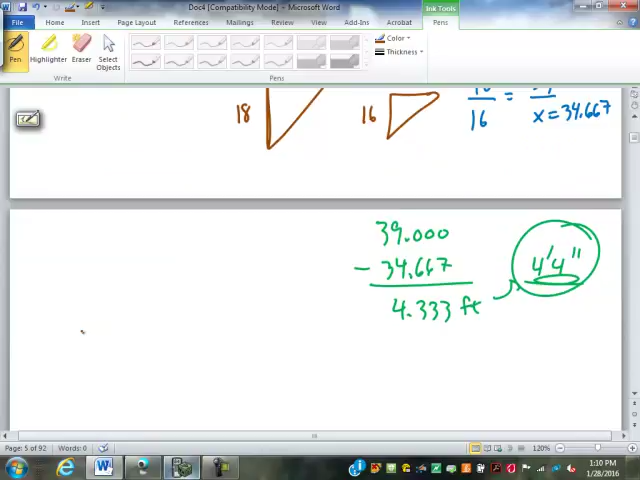 Doc4 [Compatibility Mode] - Microsoft Word
Ink Tools
File
Home
Insert
Page Layout
References
Mailings
Review
View
Add-Ins
Acrobat
Pens
Pen
Highlighter
Eraser
Select Objects
Color
Thickness
Write
Pens
18
16
16
=
x = 34.667
39.000
- 34.667
4.333 ft
4'4"
Page: 5 of 92
Words: 0
120%
1:10 PM
1/28/2016